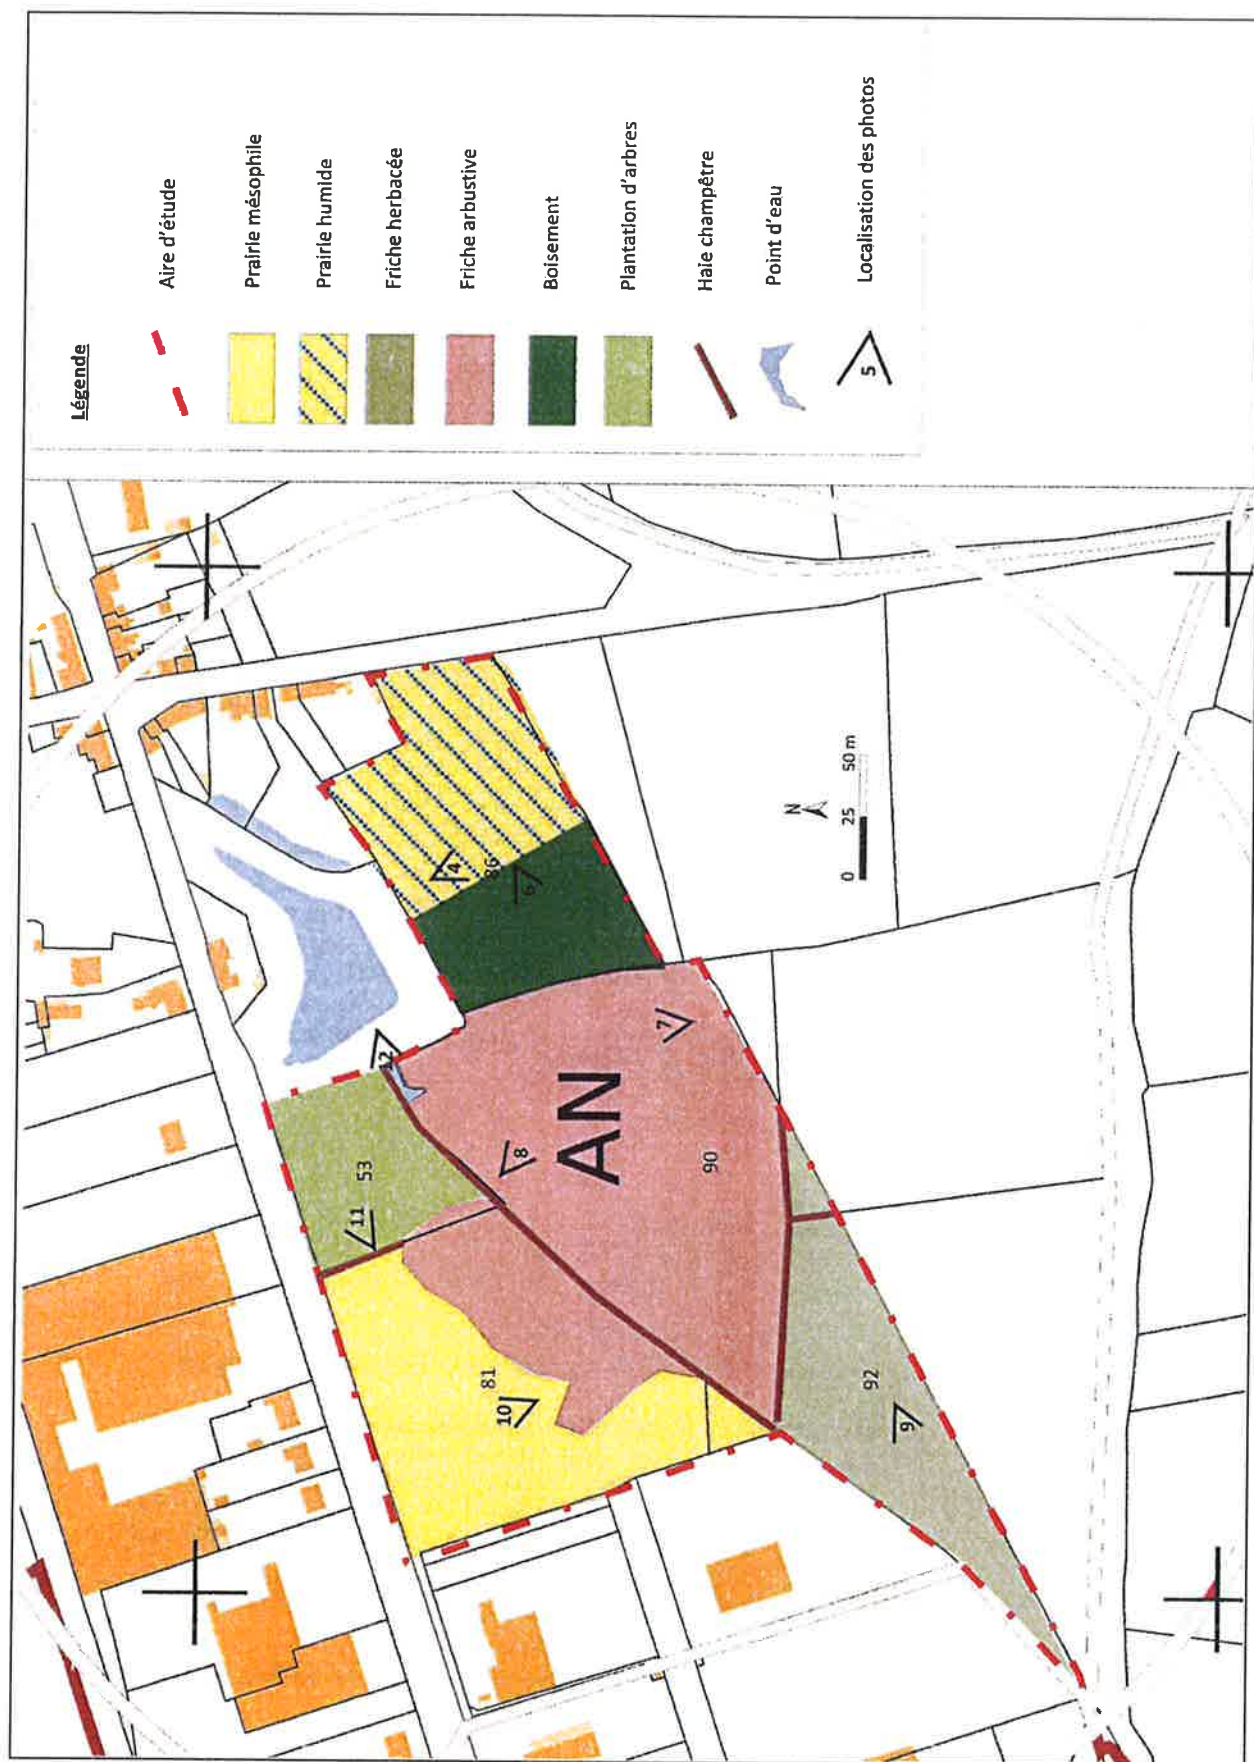 Légende
Aire d'étude
Prairie mésophile
Prairie humide
Friche herbacée
Friche arbustive
Boisement
Plantation d'arbres
Haie champêtre
Point d'eau
5
Localisation des photos
N
0 25 50 m
AN
53
81
86
90
92
4
6
7
8
9
10
11
12